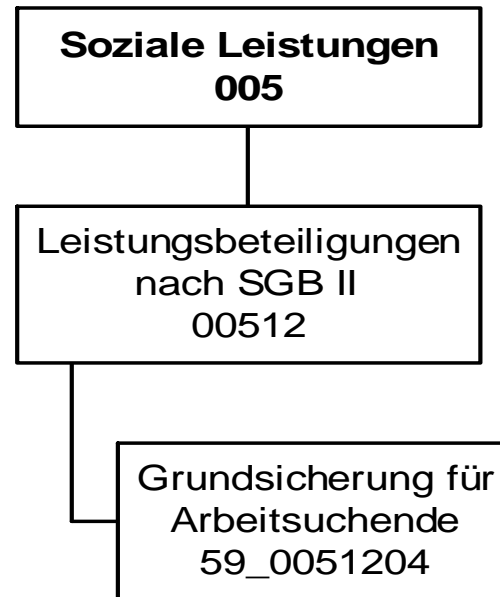 Soziale Leistungen
005
Leistungsbeteiligungen
nach SGB II
00512
Grundsicherung für
Arbeitsuchende
59_0051204